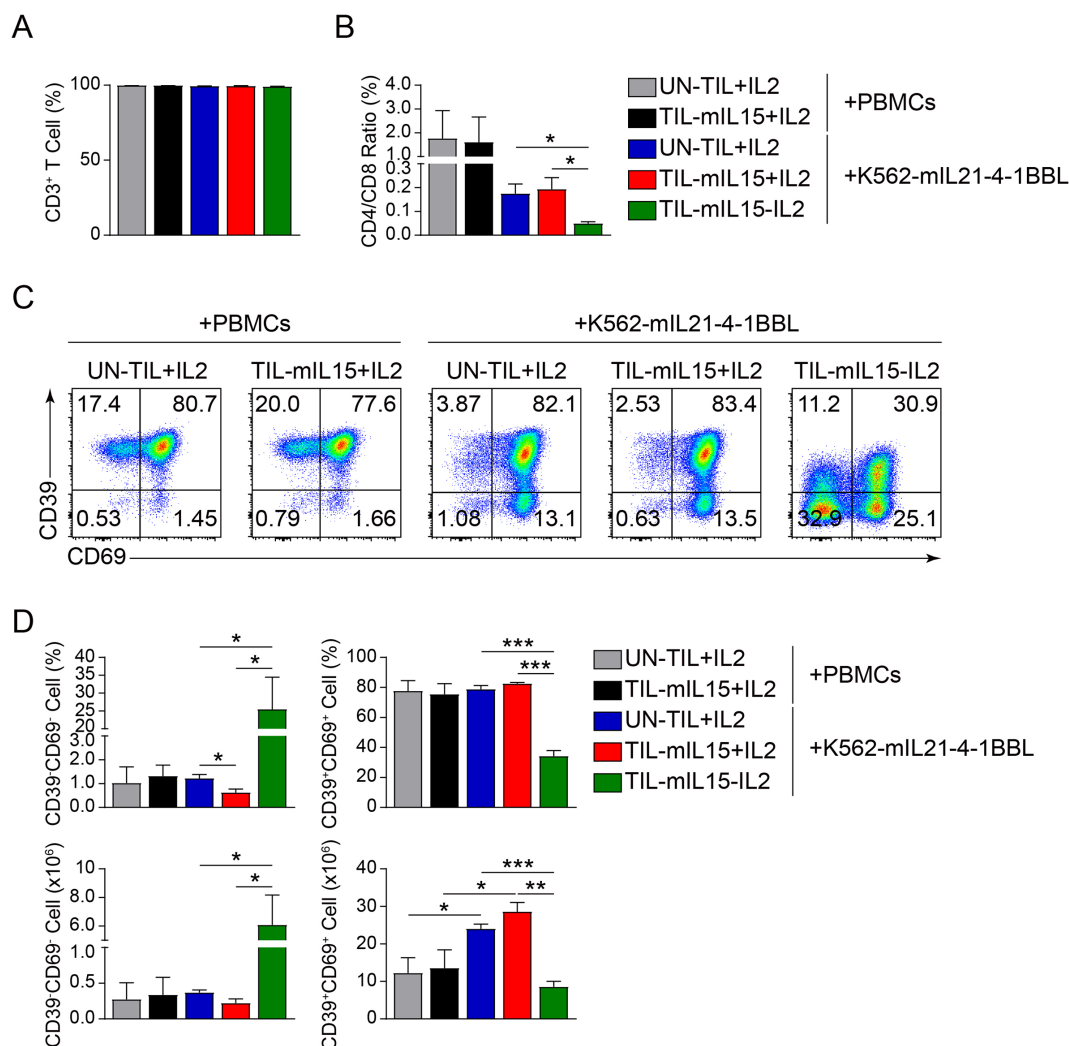 A
B
CD3⁺ T Cell (%)
100
50
0
CD4/CD8 Ratio (%)
4.0
3.0
2.0
1.0
0.3
0.2
0.1
0.0
*
*
UN-TIL+IL2
TIL-mIL15+IL2
UN-TIL+IL2
TIL-mIL15+IL2
TIL-mIL15-IL2
+PBMCs
+K562-mIL21-4-1BBL
C
+PBMCs
+K562-mIL21-4-1BBL
UN-TIL+IL2
TIL-mIL15+IL2
UN-TIL+IL2
TIL-mIL15+IL2
TIL-mIL15-IL2
17.4 80.7
20.0 77.6
3.87 82.1
2.53 83.4
11.2 30.9
0.53 1.45
0.79 1.66
1.08 13.1
0.63 13.5
32.9 25.1
CD39
CD69
D
CD39⁻CD69⁻ Cell (%)
40
35
30
25
20
3.0
2.0
1.0
0.0
*
*
*
CD39⁺CD69⁺ Cell (%)
100
80
60
40
20
0
***
***
UN-TIL+IL2
TIL-mIL15+IL2
UN-TIL+IL2
TIL-mIL15+IL2
TIL-mIL15-IL2
+PBMCs
+K562-mIL21-4-1BBL
CD39⁻CD69⁻ Cell (x10⁶)
10
8.0
6.0
1.0
0.5
0
*
*
CD39⁺CD69⁺ Cell (x10⁶)
40
30
20
10
0
***
*
**
*